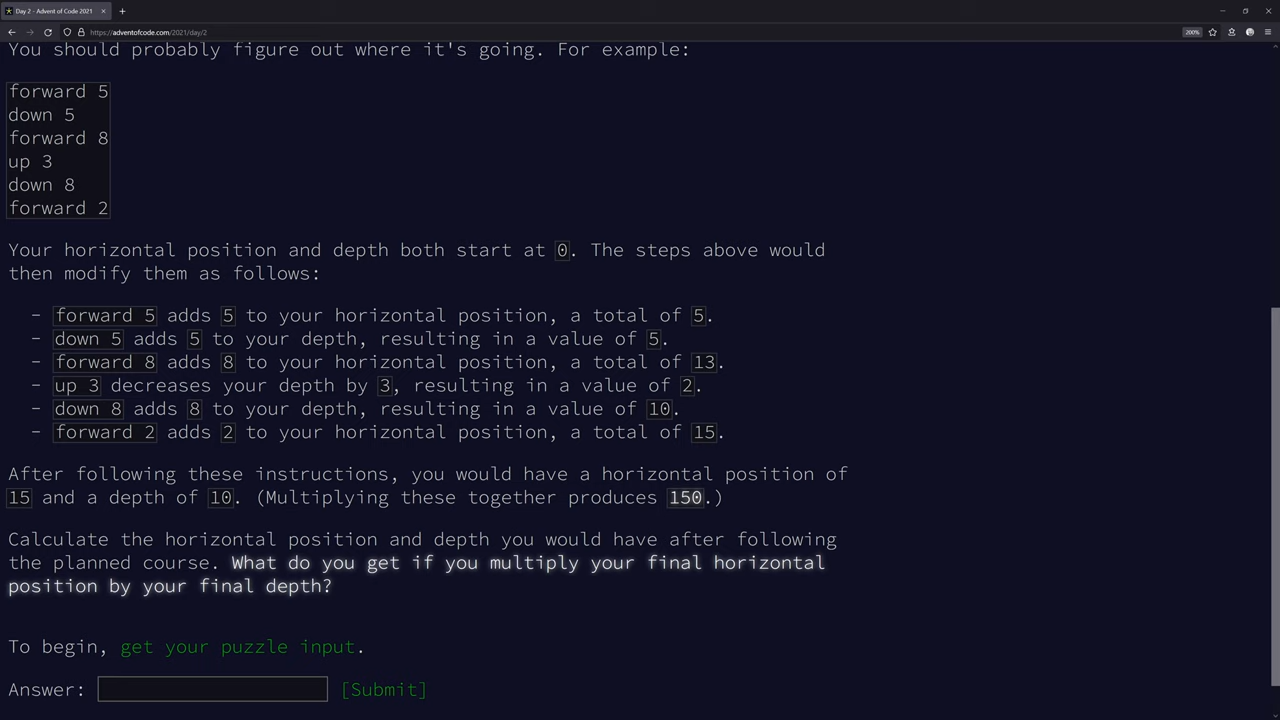 Day 2 - Advent of Code 2021
https://adventofcode.com/2021/day/2
200%
You should probably figure out where it's going. For example:
forward 5
down 5
forward 8
up 3
down 8
forward 2
Your horizontal position and depth both start at 0. The steps above would
then modify them as follows:
- forward 5 adds 5 to your horizontal position, a total of 5.
- down 5 adds 5 to your depth, resulting in a value of 5.
- forward 8 adds 8 to your horizontal position, a total of 13.
- up 3 decreases your depth by 3, resulting in a value of 2.
- down 8 adds 8 to your depth, resulting in a value of 10.
- forward 2 adds 2 to your horizontal position, a total of 15.
After following these instructions, you would have a horizontal position of
15 and a depth of 10. (Multiplying these together produces 150.)
Calculate the horizontal position and depth you would have after following
the planned course. What do you get if you multiply your final horizontal
position by your final depth?
To begin, get your puzzle input.
Answer: [Submit]